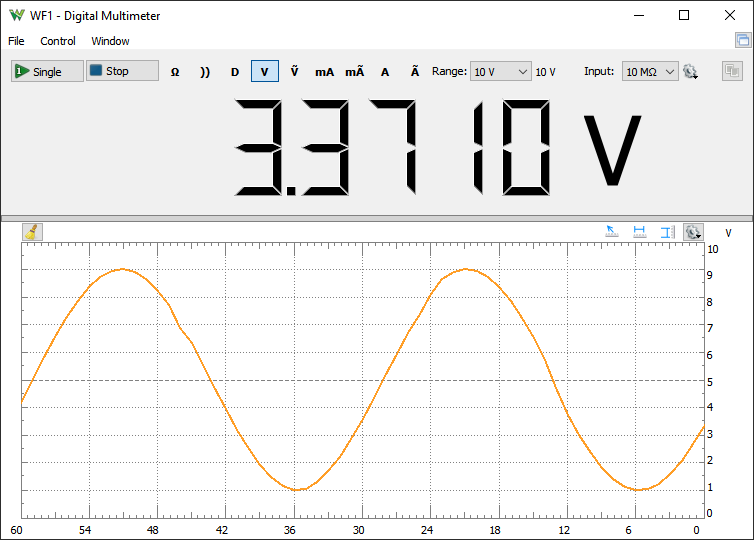 WF1 - Digital Multimeter
File Control Window
Single Stop Ω )) D V Ṽ mA mÃ A Ã Range: 10 V 10 V Input: 10 MΩ
3.3710 V
V
10
9
8
7
6
5
4
3
2
1
0
60 54 48 42 36 30 24 18 12 6 0